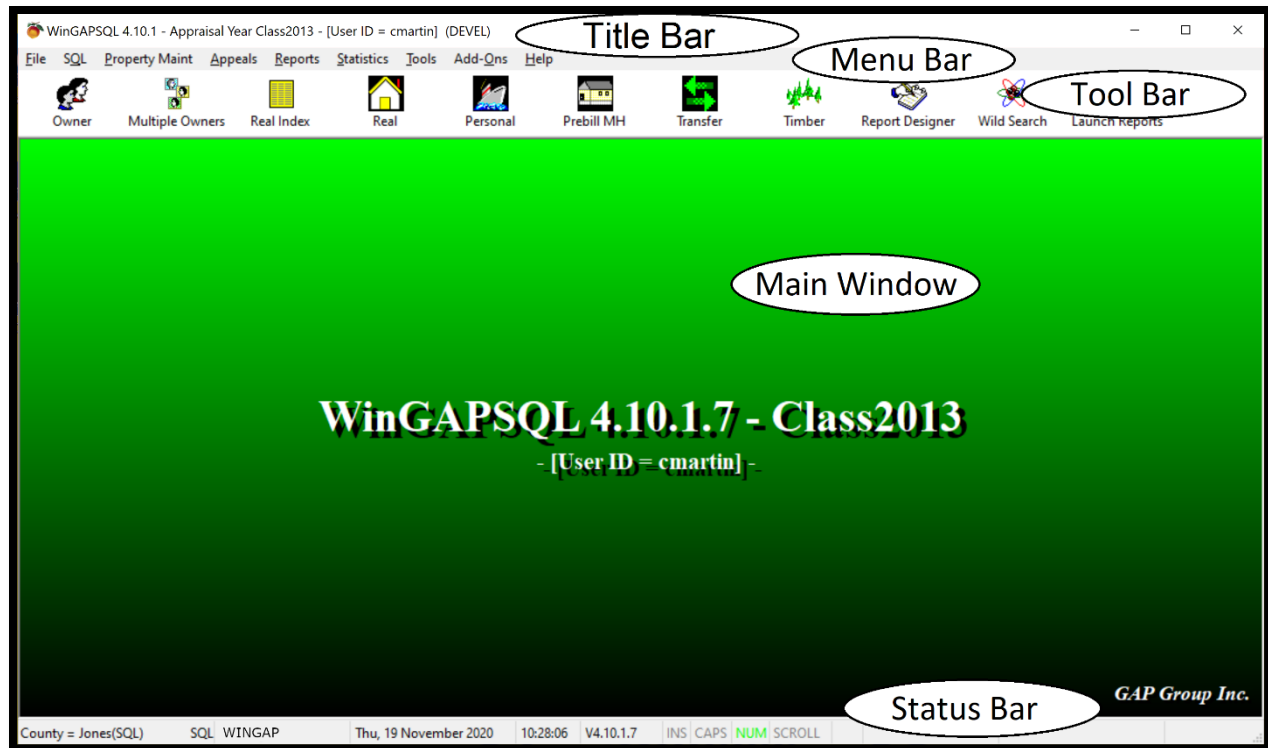 WinGAPSQL 4.10.1 - Appraisal Year Class2013 - [User ID = cmartin] (DEVEL)
Title Bar
File SQL Property Maint Appeals Reports Statistics Tools Add-Ons Help
Menu Bar
Tool Bar
Owner Multiple Owners Real Index Real Personal Prebill MH Transfer Timber Report Designer Wild Search Launch Reports
Main Window
WinGAPSQL 4.10.1.7 - Class2013
- [User ID = cmartin] -
GAP Group Inc.
Status Bar
County = Jones(SQL) SQL WINGAP Thu, 19 November 2020 10:28:06 V4.10.1.7 INS CAPS NUM SCROLL